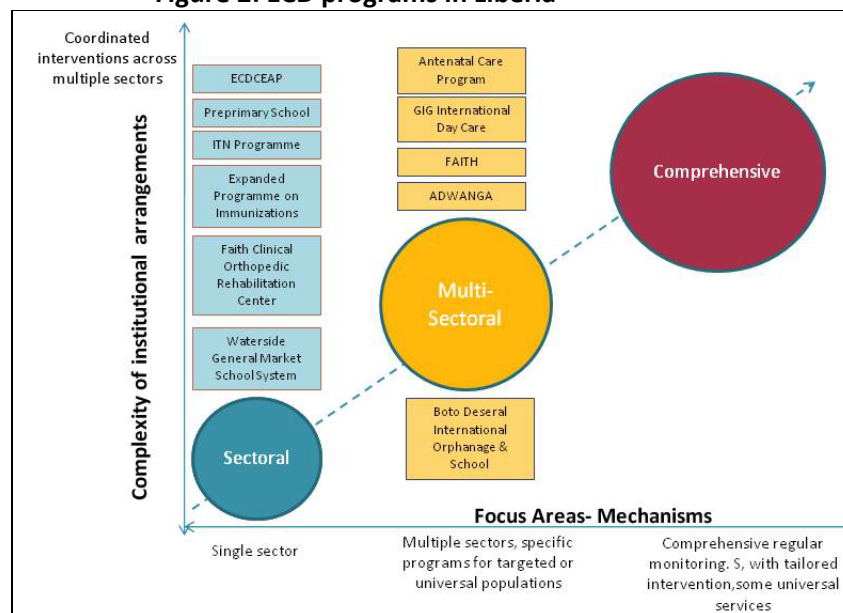 Figure 2: ECD programs in Liberia
Coordinated
interventions across
multiple sectors
Complexity of institutional arrangements
ECDCEAP
Preprimary School
ITN Programme
Expanded
Programme on
Immunizations
Faith Clinical
Orthopedic
Rehabilitation
Center
Waterside
General Market
School System
Sectoral
Antenatal Care
Program
GIG International
Day Care
FAITH
ADWANGA
Multi-
Sectoral
Boto Deseral
International
Orphanage &
School
Comprehensive
Focus Areas- Mechanisms
Single sector
Multiple sectors, specific
programs for targeted or
universal populations
Comprehensive regular
monitoring. S, with tailored
intervention,some universal
services